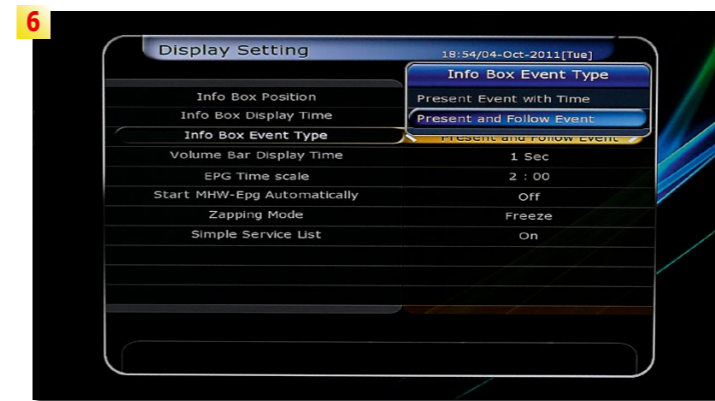 6
Display Setting
18:54/04-Oct-2011[Tue]
Info Box Event Type
Info Box Position
Present Event with Time
Info Box Display Time
Present and Follow Event
Info Box Event Type
Present and Follow Event
Volume Bar Display Time
1 Sec
EPG Time scale
2 : 00
Start MHW-Epg Automatically
Off
Zapping Mode
Freeze
Simple Service List
On